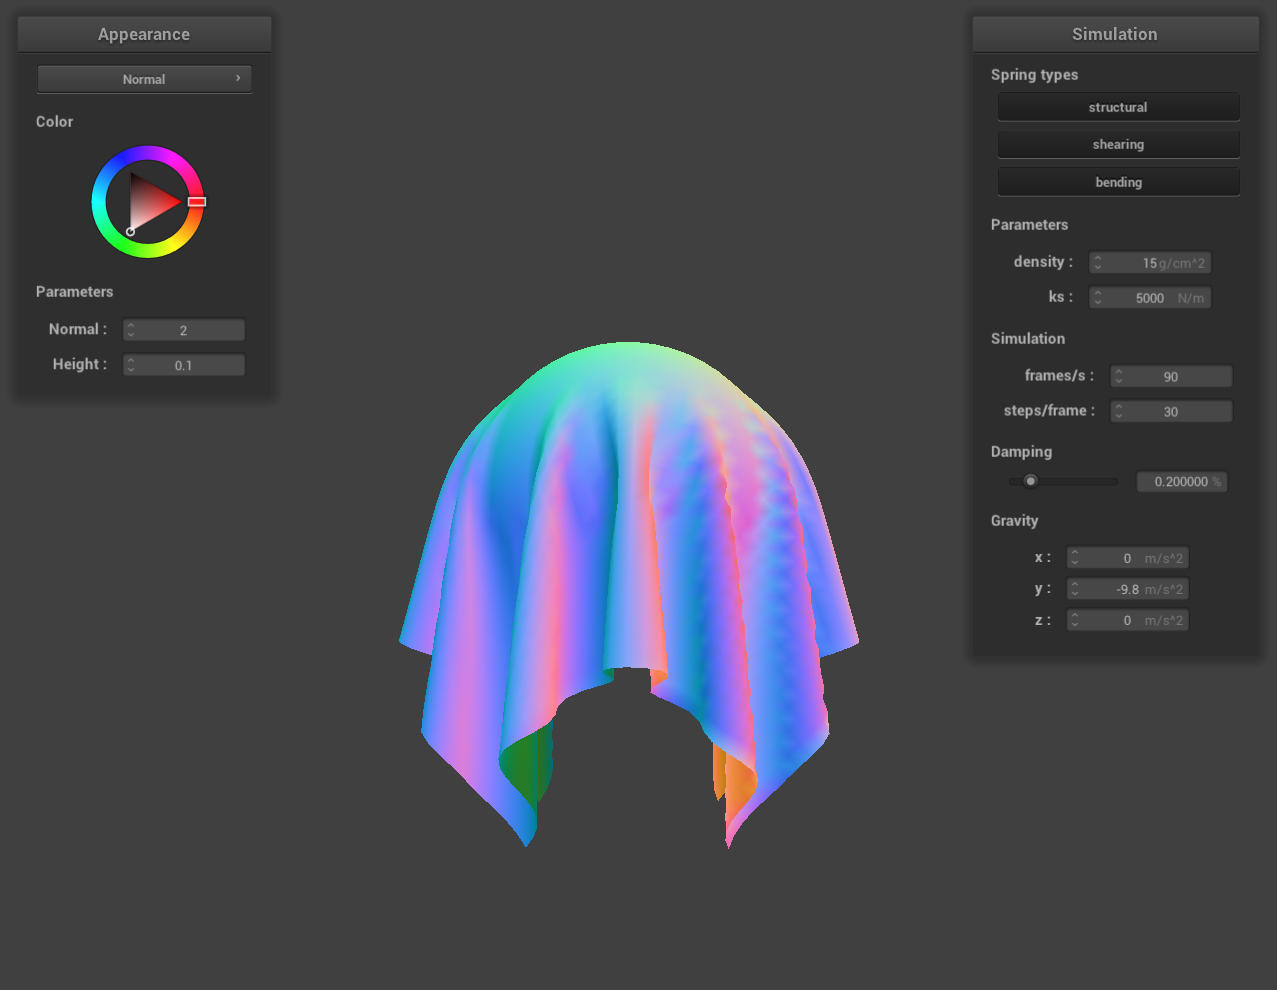 Appearance
Normal ›
Color
Parameters
Normal : 2
Height : 0.1
Simulation
Spring types
structural
shearing
bending
Parameters
density : 15 g/cm^2
ks : 5000 N/m
Simulation
frames/s : 90
steps/frame : 30
Damping
0.200000 %
Gravity
x : 0 m/s^2
y : -9.8 m/s^2
z : 0 m/s^2